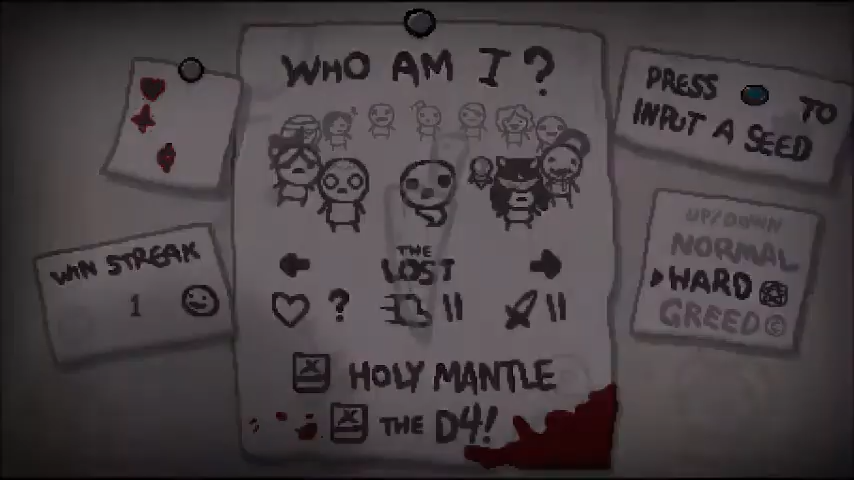 WHO AM I?
PRESS TO
INPUT A SEED
WIN STREAK
1
UP/DOWN
NORMAL
HARD
GREED
THE
LOST
?
HOLY MANTLE
THE D4!